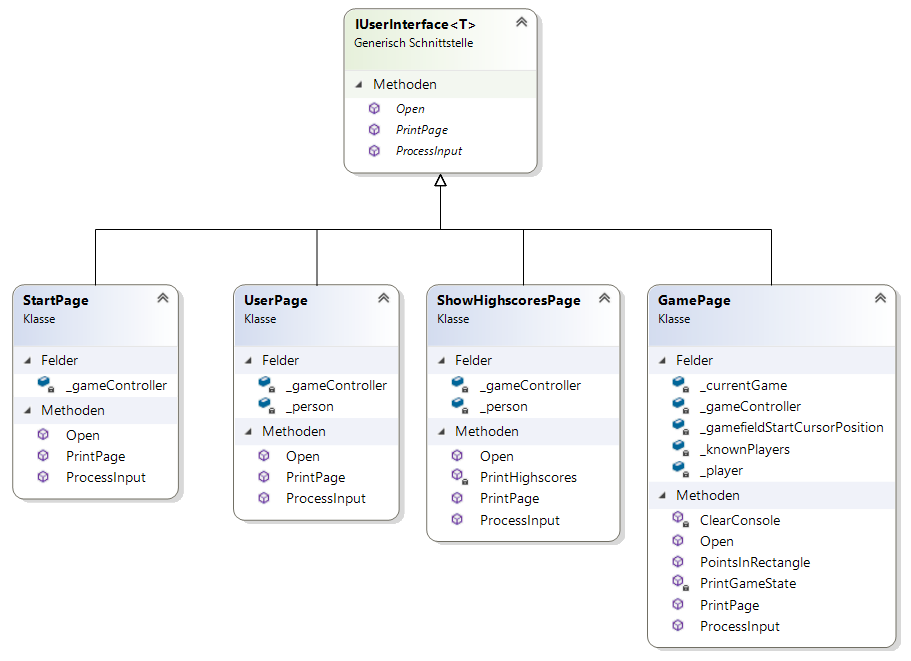 IUserInterface<T>
Generisch Schnittstelle
Methoden
Open
PrintPage
ProcessInput
StartPage
Klasse
Felder
_gameController
Methoden
Open
PrintPage
ProcessInput
UserPage
Klasse
Felder
_gameController
_person
Methoden
Open
PrintPage
ProcessInput
ShowHighscoresPage
Klasse
Felder
_gameController
_person
Methoden
Open
PrintHighscores
PrintPage
ProcessInput
GamePage
Klasse
Felder
_currentGame
_gameController
_gamefieldStartCursorPosition
_knownPlayers
_player
Methoden
ClearConsole
Open
PointsInRectangle
PrintGameState
PrintPage
ProcessInput